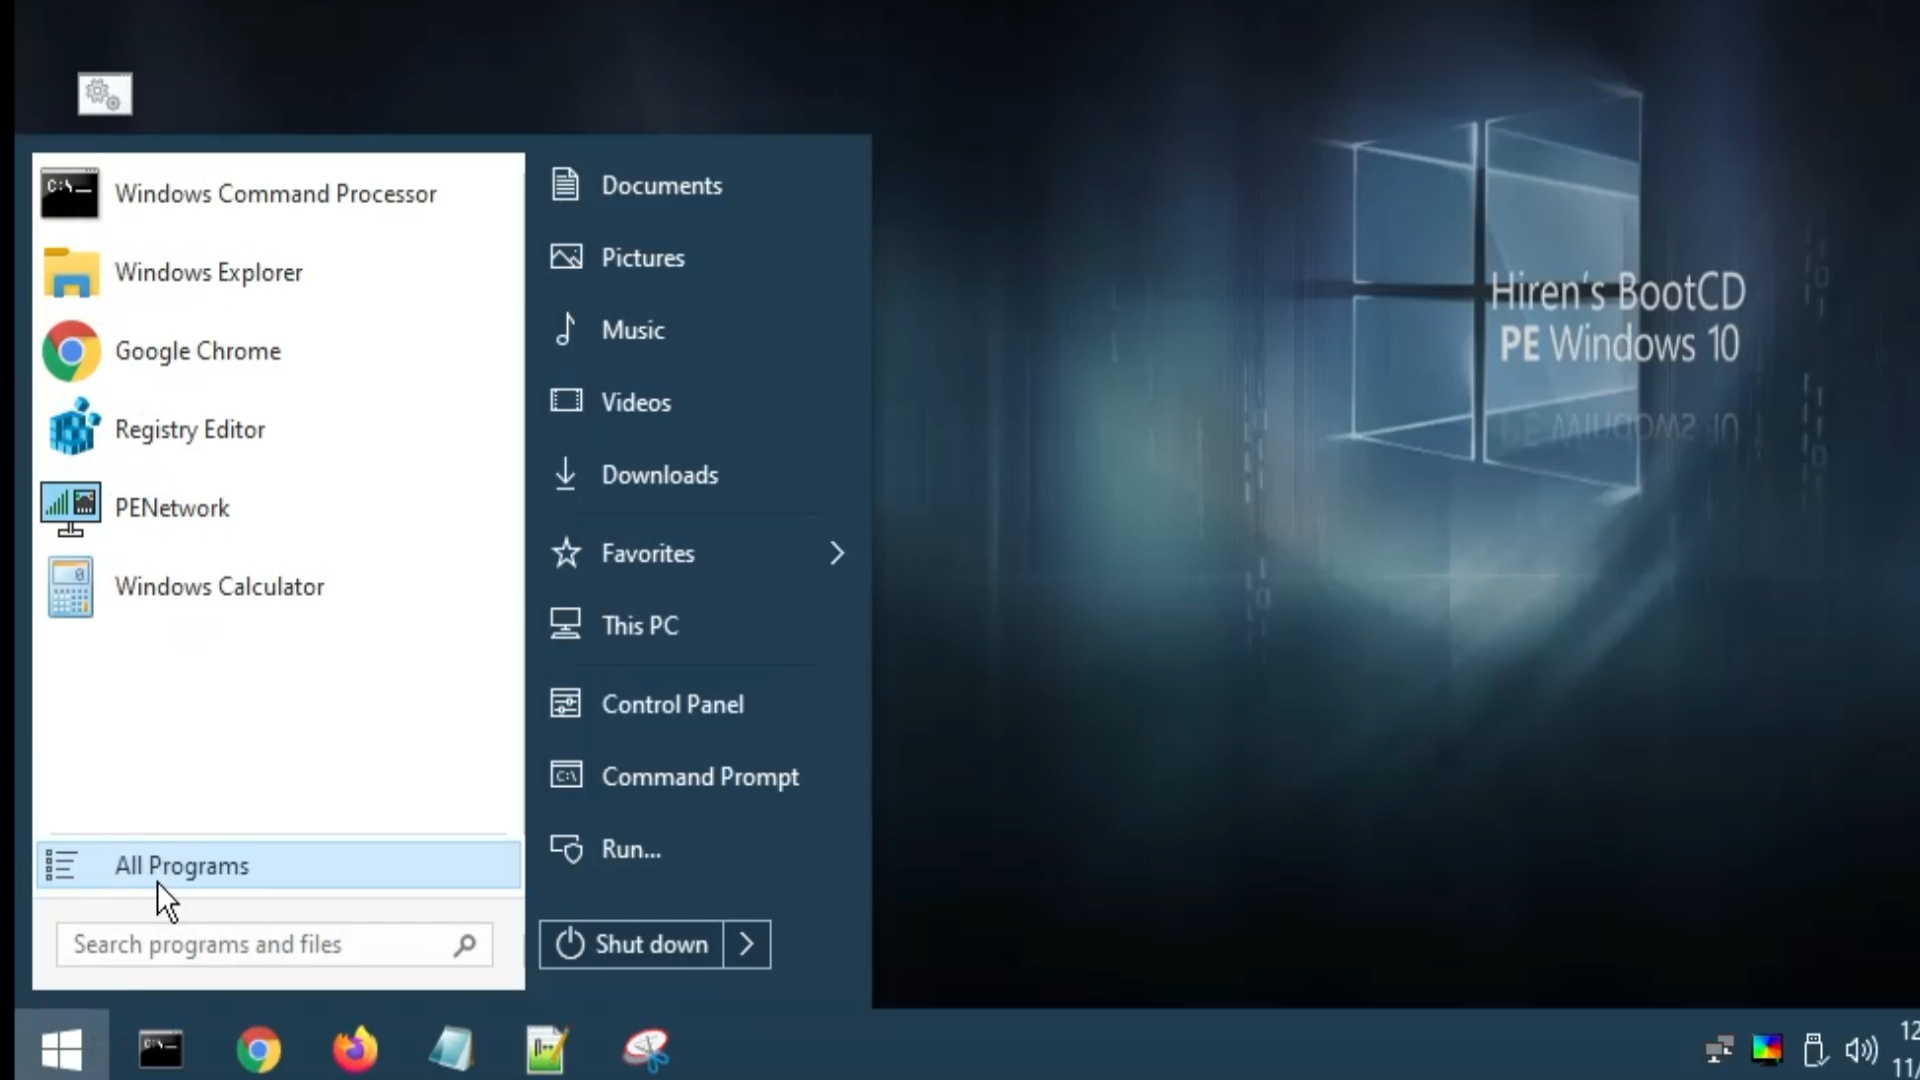 Windows Command Processor
Windows Explorer
Google Chrome
Registry Editor
PENetwork
Windows Calculator
All Programs
Search programs and files
Documents
Pictures
Music
Videos
Downloads
Favorites
This PC
Control Panel
Command Prompt
Run...
Shut down
Hiren's BootCD
PE Windows 10
12
11/